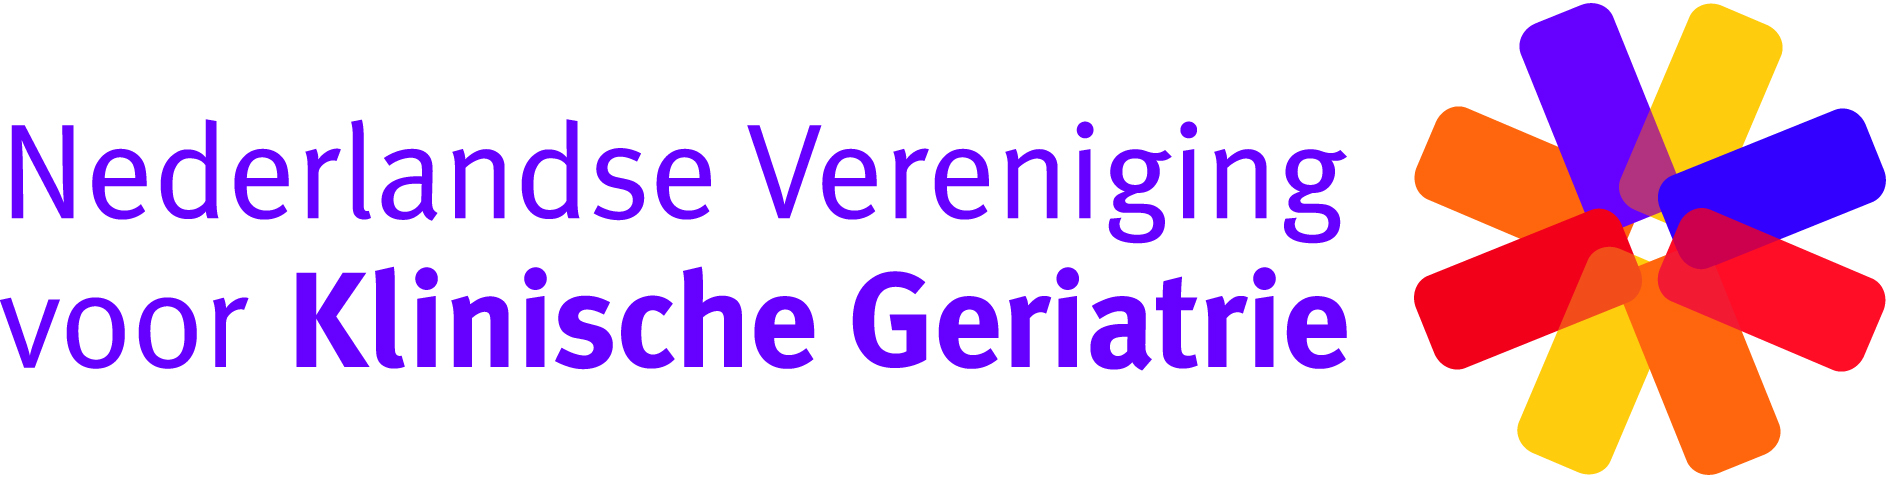 Nederlandse Vereniging
voor Klinische Geriatrie